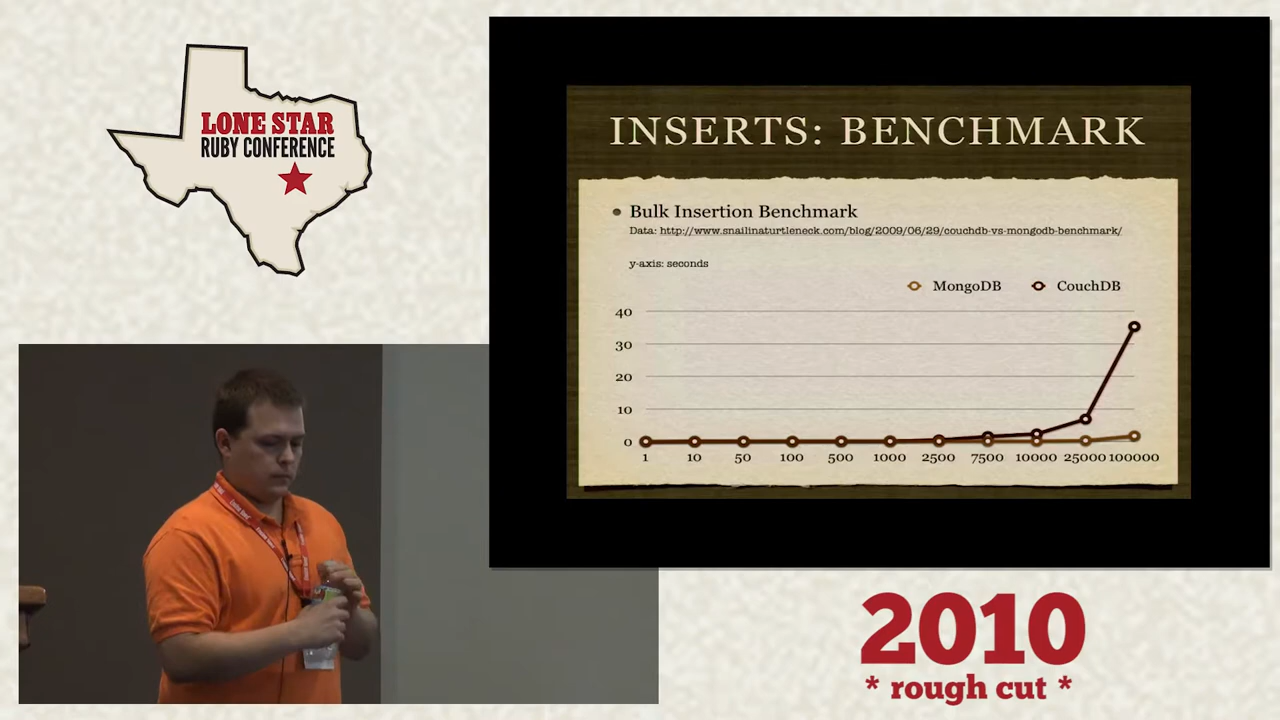 LONE STAR
RUBY CONFERENCE
INSERTS: BENCHMARK
Bulk Insertion Benchmark
Data: http://www.snailinaturtleneck.com/blog/2009/06/29/couchdb-vs-mongodb-benchmark/
y-axis: seconds
MongoDB CouchDB
40
30
20
10
0
1 10 50 100 500 1000 2500 7500 10000 25000 100000
2010
* rough cut *